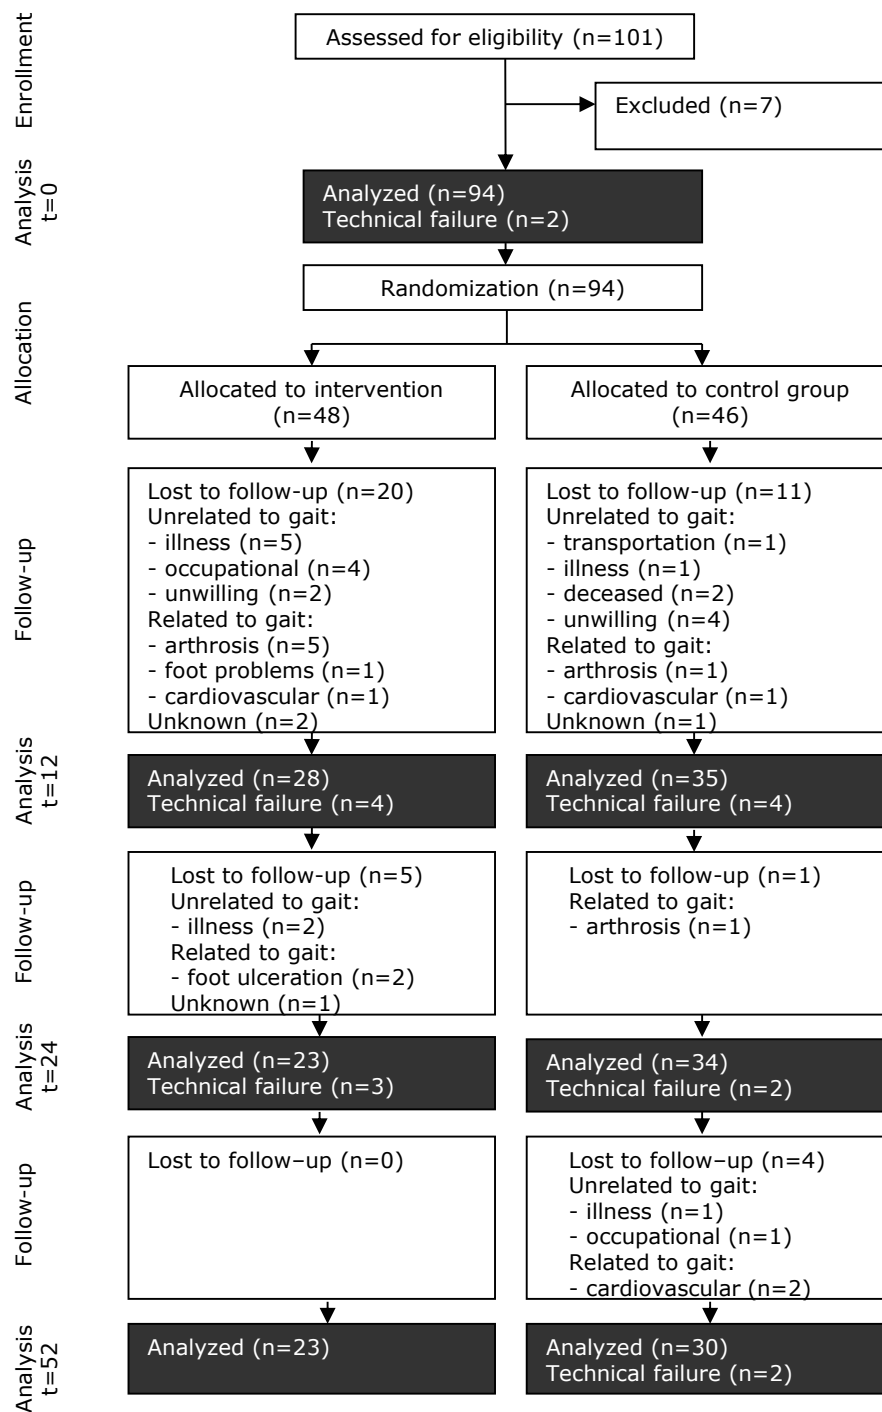 Enrollment
Assessed for eligibility (n=101)
Excluded (n=7)
Analysis
t=0
Analyzed (n=94)
Technical failure (n=2)
Allocation
Randomization (n=94)
Allocated to intervention
(n=48)
Allocated to control group
(n=46)
Follow-up
Lost to follow-up (n=20)
Unrelated to gait:
- illness (n=5)
- occupational (n=4)
- unwilling (n=2)
Related to gait:
- arthrosis (n=5)
- foot problems (n=1)
- cardiovascular (n=1)
Unknown (n=2)
Lost to follow-up (n=11)
Unrelated to gait:
- transportation (n=1)
- illness (n=1)
- deceased (n=2)
- unwilling (n=4)
Related to gait:
- arthrosis (n=1)
- cardiovascular (n=1)
Unknown (n=1)
Analysis
t=12
Analyzed (n=28)
Technical failure (n=4)
Analyzed (n=35)
Technical failure (n=4)
Follow-up
Lost to follow-up (n=5)
Unrelated to gait:
- illness (n=2)
Related to gait:
- foot ulceration (n=2)
Unknown (n=1)
Lost to follow-up (n=1)
Related to gait:
- arthrosis (n=1)
Analysis
t=24
Analyzed (n=23)
Technical failure (n=3)
Analyzed (n=34)
Technical failure (n=2)
Follow-up
Lost to follow–up (n=0)
Lost to follow–up (n=4)
Unrelated to gait:
- illness (n=1)
- occupational (n=1)
Related to gait:
- cardiovascular (n=2)
Analysis
t=52
Analyzed (n=23)
Analyzed (n=30)
Technical failure (n=2)